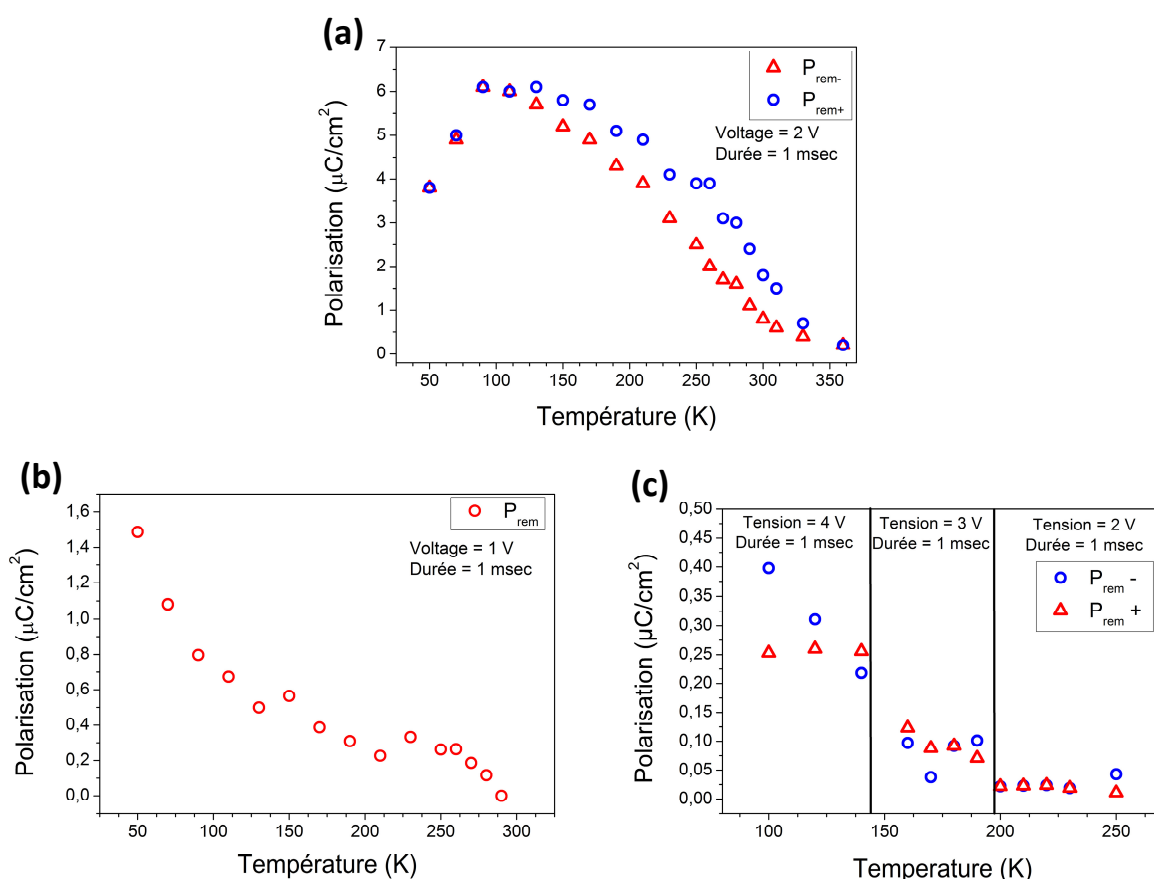 (a)
7
6
5
4
3
2
1
0
Polarisation (µC/cm²)
50 100 150 200 250 300 350
Température (K)
P rem-
P rem+
Voltage = 2 V
Durée = 1 msec
(b)
1,6
1,4
1,2
1,0
0,8
0,6
0,4
0,2
0,0
Polarisation (µC/cm²)
50 100 150 200 250 300
Température (K)
P rem
Voltage = 1 V
Durée = 1 msec
(c)
0,50
0,45
0,40
0,35
0,30
0,25
0,20
0,15
0,10
0,05
0,00
Polarisation (µC/cm²)
100 150 200 250
Temperature (K)
Tension = 4 V
Durée = 1 msec
Tension = 3 V
Durée = 1 msec
Tension = 2 V
Durée = 1 msec
P rem -
P rem +